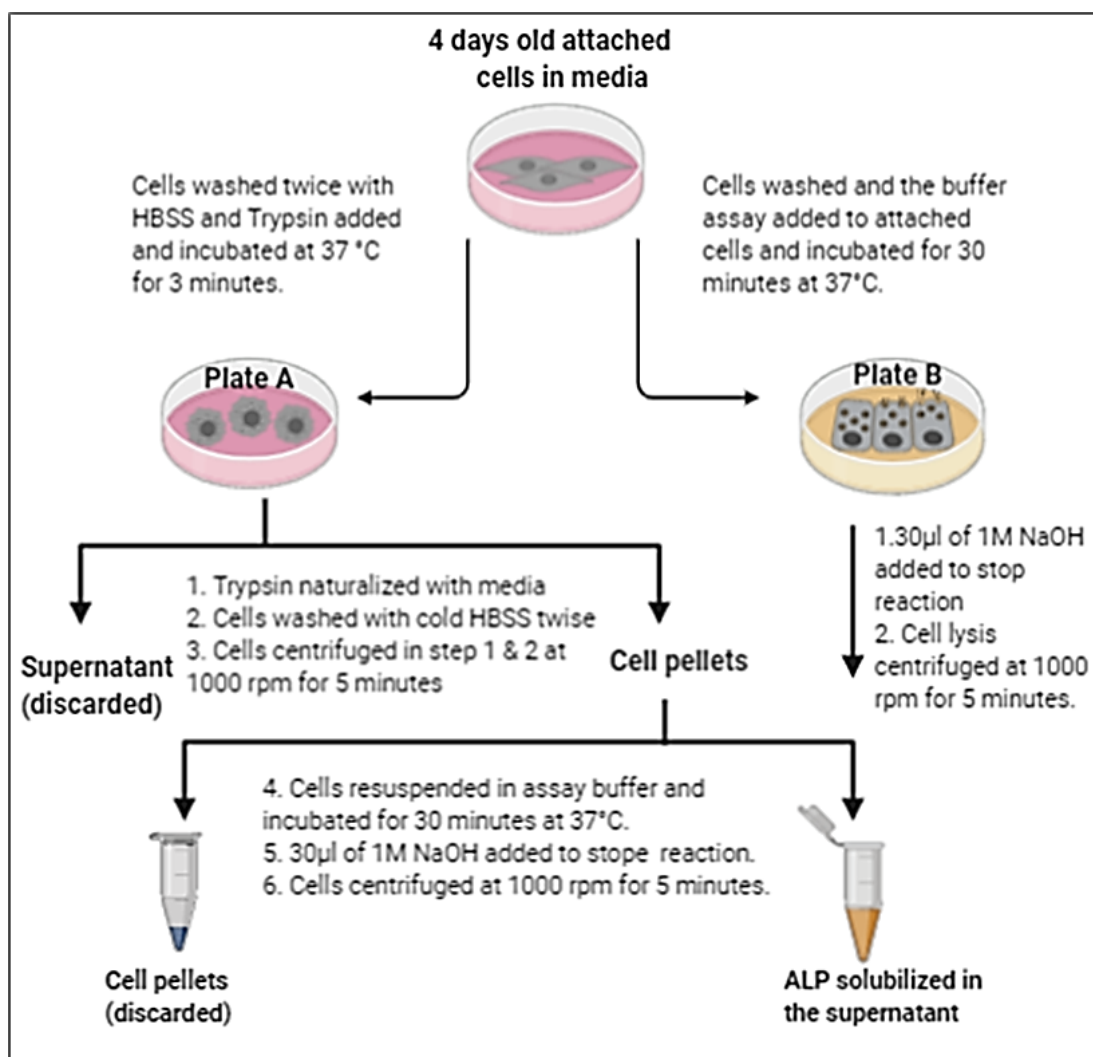 4 days old attached
cells in media
Cells washed twice with
HBSS and Trypsin added
and incubated at 37 °C
for 3 minutes.
Cells washed and the buffer
assay added to attached
cells and incubated for 30
minutes at 37°C.
Plate A
Plate B
1. Trypsin naturalized with media
2. Cells washed with cold HBSS twise
3. Cells centrifuged in step 1 & 2 at
1000 rpm for 5 minutes
Supernatant
(discarded)
Cell pellets
1.30µl of 1M NaOH
added to stop
reaction
2. Cell lysis
centrifuged at 1000
rpm for 5 minutes.
4. Cells resuspended in assay buffer and
incubated for 30 minutes at 37°C.
5. 30µl of 1M NaOH added to stope reaction.
6. Cells centrifuged at 1000 rpm for 5 minutes.
Cell pellets
(discarded)
ALP solubilized in
the supernatant